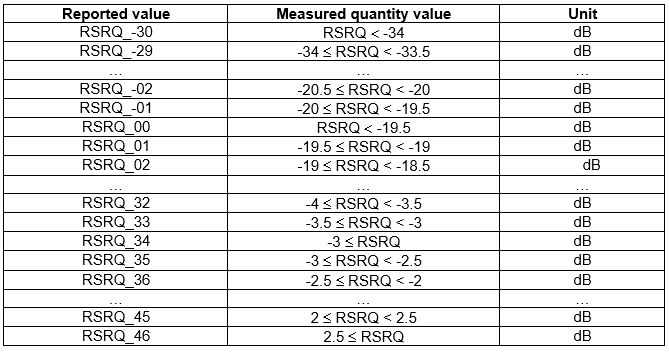 Reported value Measured quantity value Unit
RSRQ_-30 RSRQ < -34 dB
RSRQ_-29 -34 ≤ RSRQ < -33.5 dB
… … …
RSRQ_-02 -20.5 ≤ RSRQ < -20 dB
RSRQ_-01 -20 ≤ RSRQ < -19.5 dB
RSRQ_00 RSRQ < -19.5 dB
RSRQ_01 -19.5 ≤ RSRQ < -19 dB
RSRQ_02 -19 ≤ RSRQ < -18.5 dB
… … …
RSRQ_32 -4 ≤ RSRQ < -3.5 dB
RSRQ_33 -3.5 ≤ RSRQ < -3 dB
RSRQ_34 -3 ≤ RSRQ dB
RSRQ_35 -3 ≤ RSRQ < -2.5 dB
RSRQ_36 -2.5 ≤ RSRQ < -2 dB
… … …
RSRQ_45 2 ≤ RSRQ < 2.5 dB
RSRQ_46 2.5 ≤ RSRQ dB